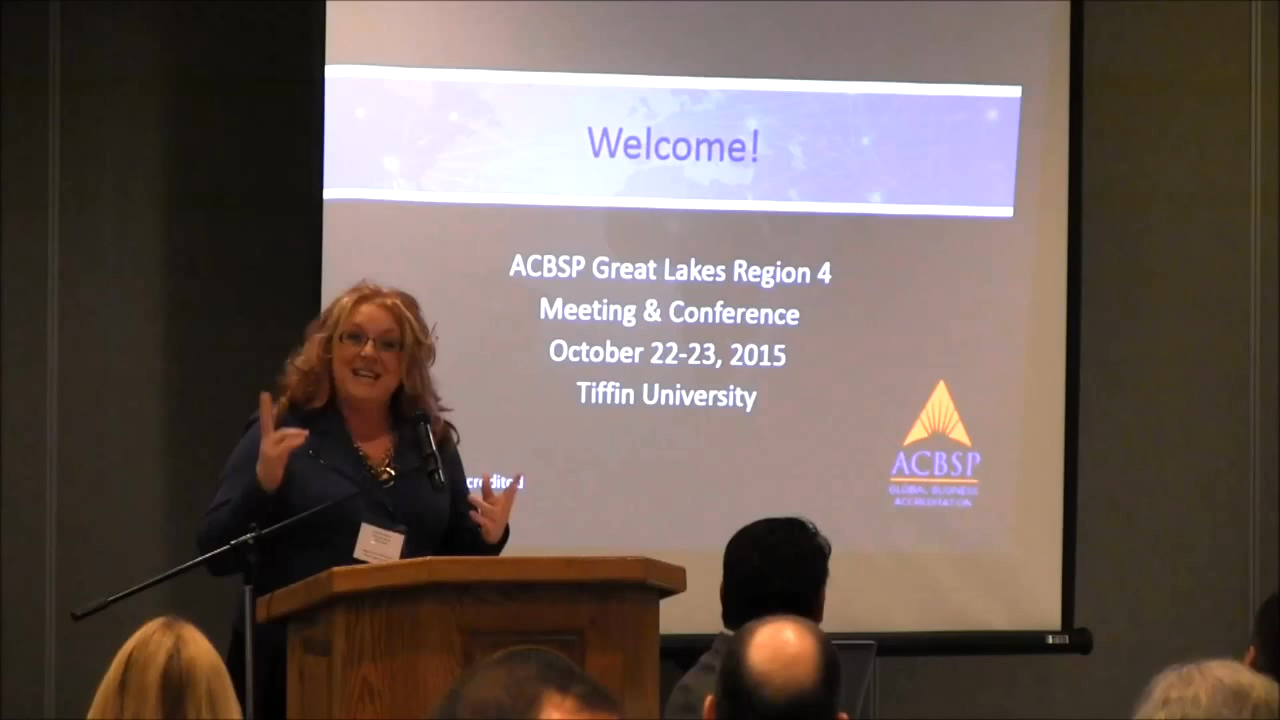 Welcome!
ACBSP Great Lakes Region 4
Meeting & Conference
October 22-23, 2015
Tiffin University
ACBSP
GLOBAL BUSINESS
ACCREDITATION